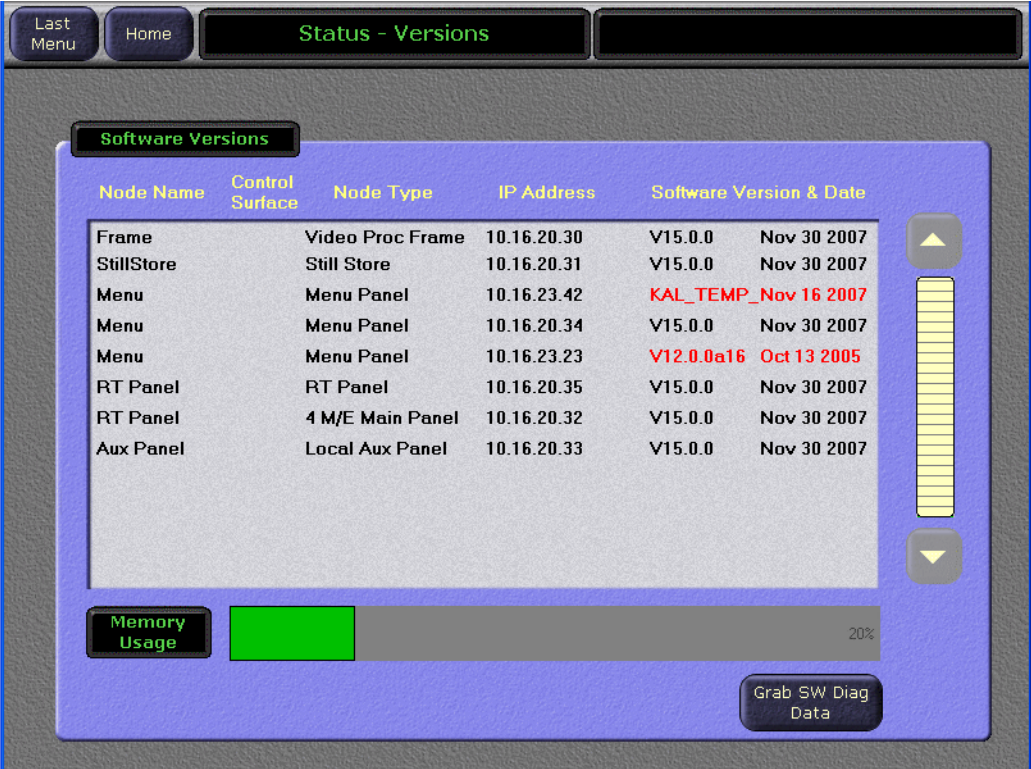 Last
Menu
Home
Status - Versions
Software Versions
Node Name Control Surface Node Type IP Address Software Version & Date
Frame Video Proc Frame 10.16.20.30 V15.0.0 Nov 30 2007
StillStore Still Store 10.16.20.31 V15.0.0 Nov 30 2007
Menu Menu Panel 10.16.23.42 KAL_TEMP_ Nov 16 2007
Menu Menu Panel 10.16.20.34 V15.0.0 Nov 30 2007
Menu Menu Panel 10.16.23.23 V12.0.0a16 Oct 13 2005
RT Panel RT Panel 10.16.20.35 V15.0.0 Nov 30 2007
RT Panel 4 M/E Main Panel 10.16.20.32 V15.0.0 Nov 30 2007
Aux Panel Local Aux Panel 10.16.20.33 V15.0.0 Nov 30 2007
Memory
Usage
20%
Grab SW Diag
Data